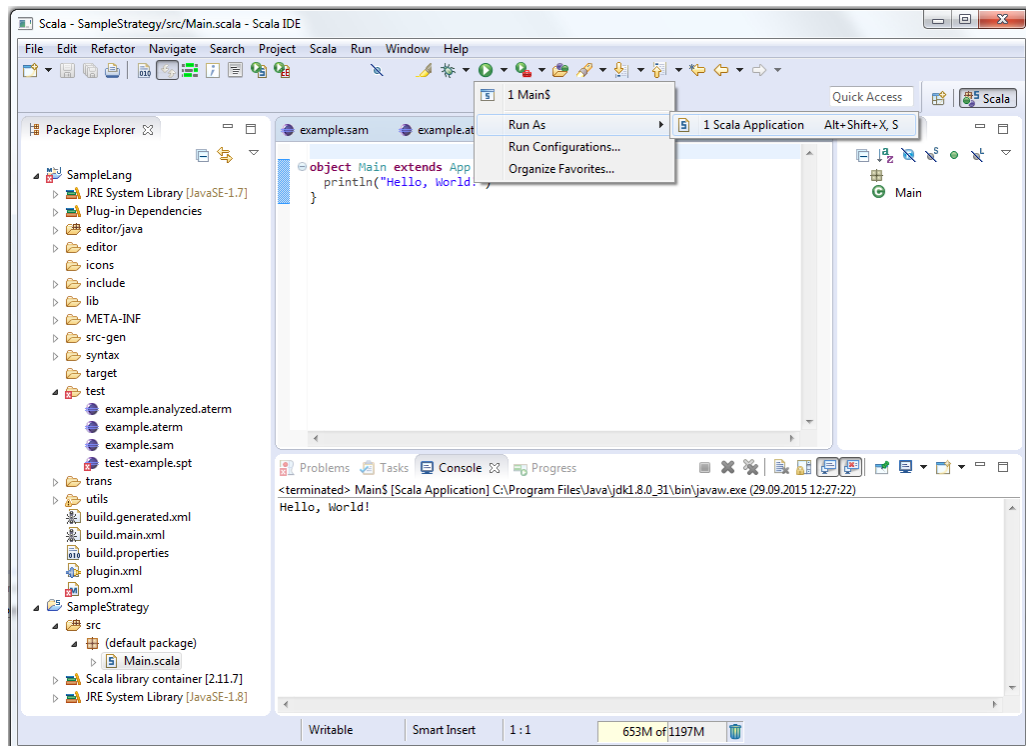 Scala - SampleStrategy/src/Main.scala - Scala IDE
File Edit Refactor Navigate Search Project Scala Run Window Help
1 Main$
Quick Access
Scala
Run As
1 Scala Application Alt+Shift+X, S
Run Configurations...
Organize Favorites...
Package Explorer
example.sam
example.at
object Main extends App
println("Hello, World!")
}
Main
SampleLang
JRE System Library [JavaSE-1.7]
Plug-in Dependencies
editor/java
editor
icons
include
lib
META-INF
src-gen
syntax
target
test
example.analyzed.aterm
example.aterm
example.sam
test-example.spt
trans
utils
build.generated.xml
build.main.xml
build.properties
plugin.xml
pom.xml
SampleStrategy
src
(default package)
Main.scala
Scala library container [2.11.7]
JRE System Library [JavaSE-1.8]
Problems Tasks Console Progress
<terminated> Main$ [Scala Application] C:\Program Files\Java\jdk1.8.0_31\bin\javaw.exe (29.09.2015 12:27:22)
Hello, World!
Writable Smart Insert 1 : 1 653M of 1197M